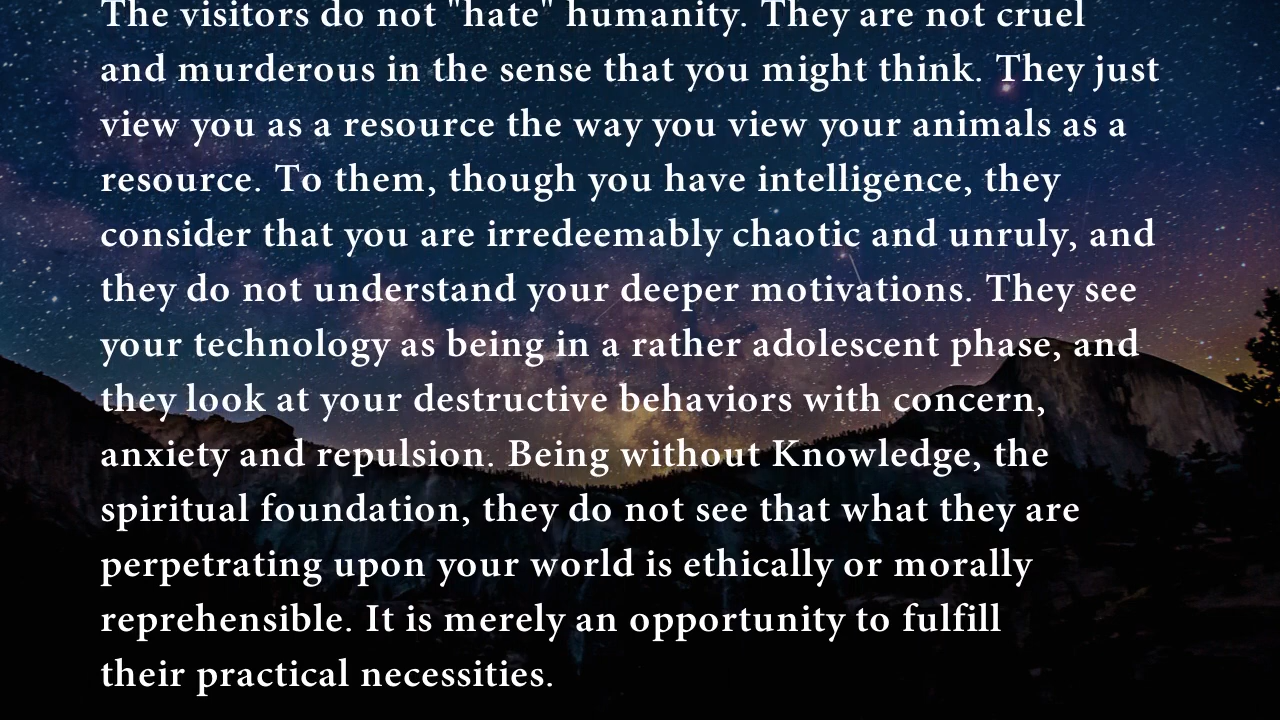 The visitors do not "hate" humanity. They are not cruel
and murderous in the sense that you might think. They just
view you as a resource the way you view your animals as a
resource. To them, though you have intelligence, they
consider that you are irredeemably chaotic and unruly, and
they do not understand your deeper motivations. They see
your technology as being in a rather adolescent phase, and
they look at your destructive behaviors with concern,
anxiety and repulsion. Being without Knowledge, the
spiritual foundation, they do not see that what they are
perpetrating upon your world is ethically or morally
reprehensible. It is merely an opportunity to fulfill
their practical necessities.